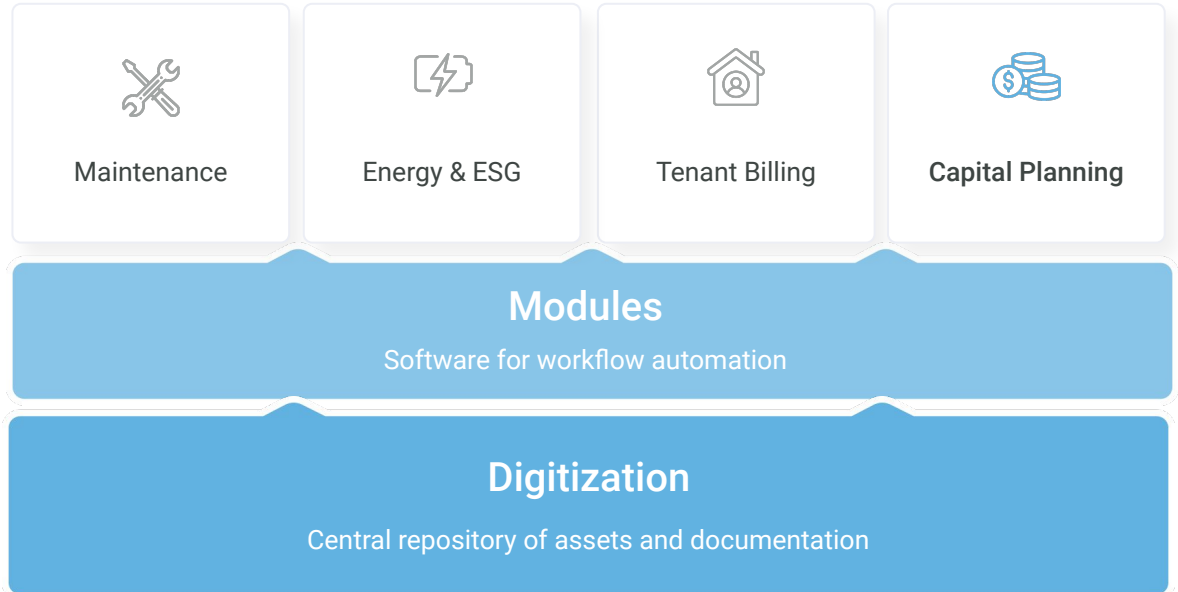 $
Maintenance
Energy & ESG
Tenant Billing
Capital Planning
Modules
Software for workflow automation
Digitization
Central repository of assets and documentation